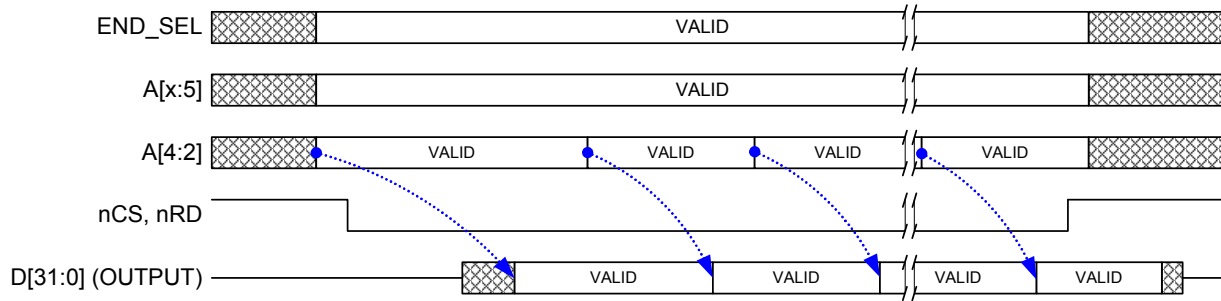 END_SEL VALID
A[x:5] VALID
A[4:2] VALID VALID VALID VALID
nCS, nRD
D[31:0] (OUTPUT) VALID VALID VALID VALID